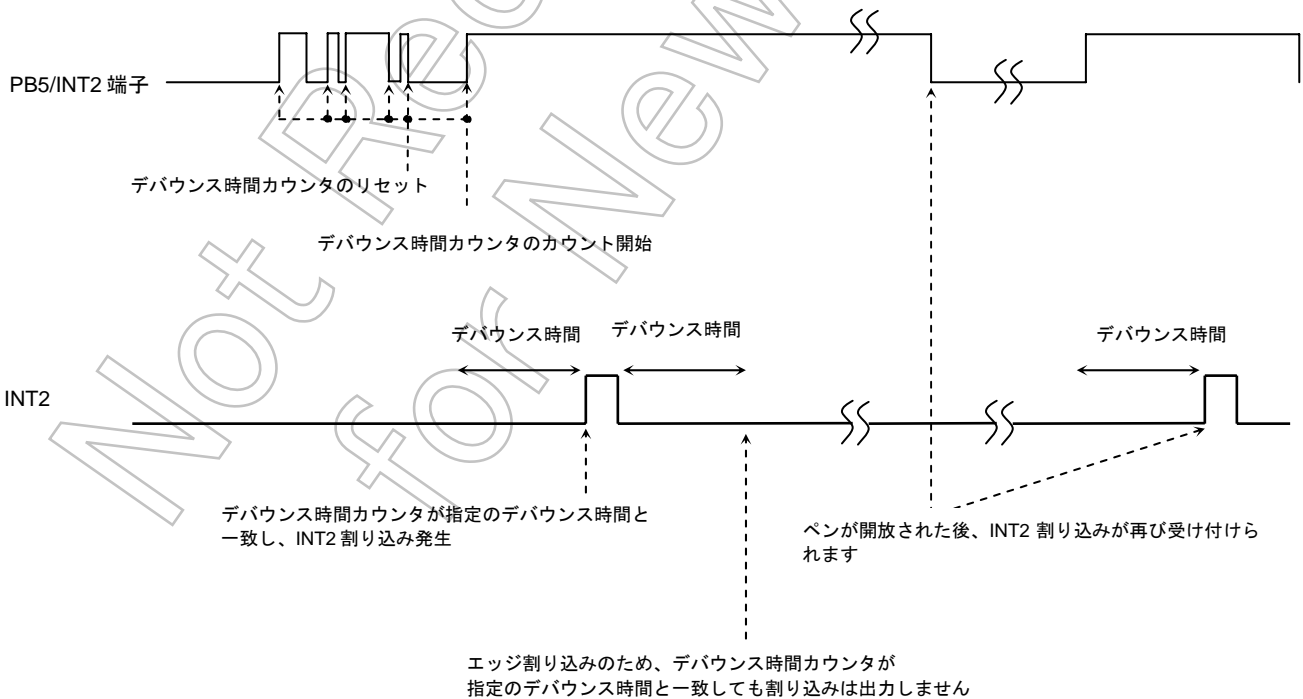 PB5/INT2 端子
デバウンス時間カウンタのリセット
デバウンス時間カウンタのカウント開始
デバウンス時間
デバウンス時間
デバウンス時間
INT2
デバウンス時間カウンタが指定のデバウンス時間と
一致し、INT2 割り込み発生
ペンが開放された後、INT2 割り込みが再び受け付けら
れます
エッジ割り込みのため、デバウンス時間カウンタが
指定のデバウンス時間と一致しても割り込みは出力しません
Not Rec
for New